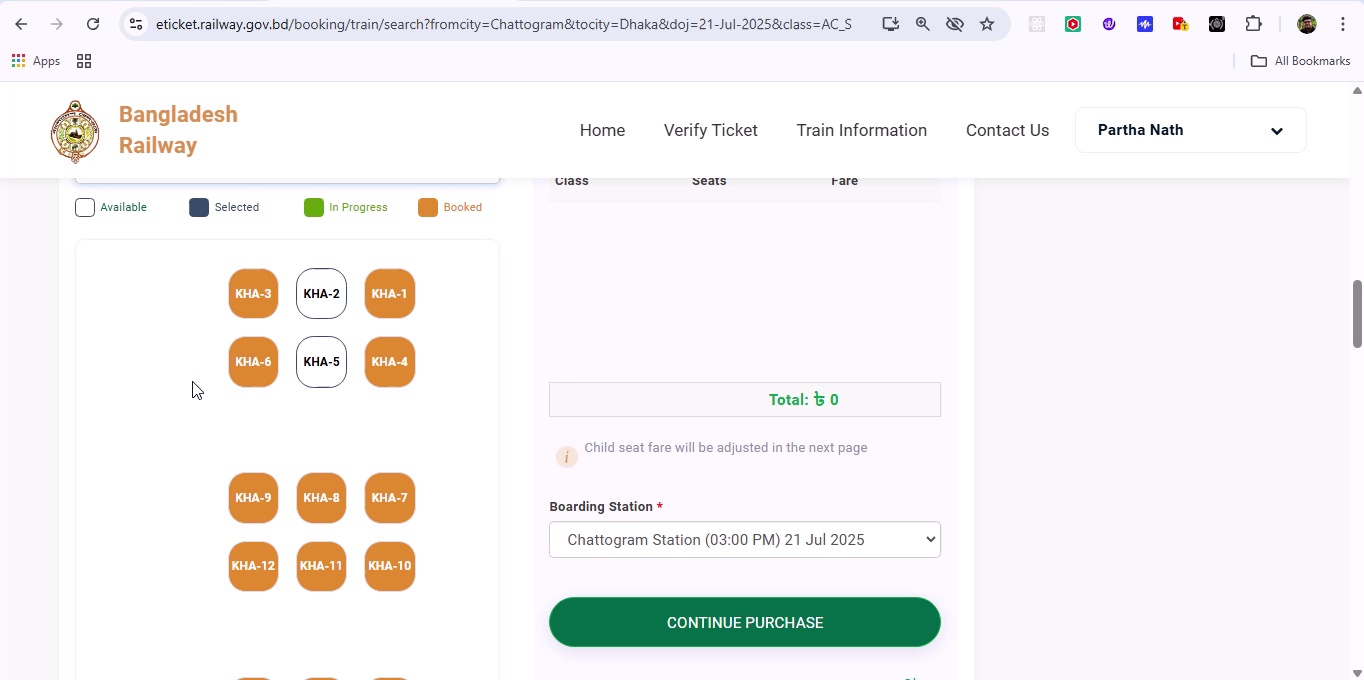 eticket.railway.gov.bd/booking/train/search?fromcity=Chattogram&tocity=Dhaka&doj=21-Jul-2025&class=AC_S
Apps
All Bookmarks
Bangladesh
Railway
Home
Verify Ticket
Train Information
Contact Us
Partha Nath
Class
Seats
Fare
Available
Selected
In Progress
Booked
KHA-3
KHA-2
KHA-1
KHA-6
KHA-5
KHA-4
Total: ৳ 0
i
Child seat fare will be adjusted in the next page
KHA-9
KHA-8
KHA-7
Boarding Station *
Chattogram Station (03:00 PM) 21 Jul 2025
KHA-12
KHA-11
KHA-10
CONTINUE PURCHASE